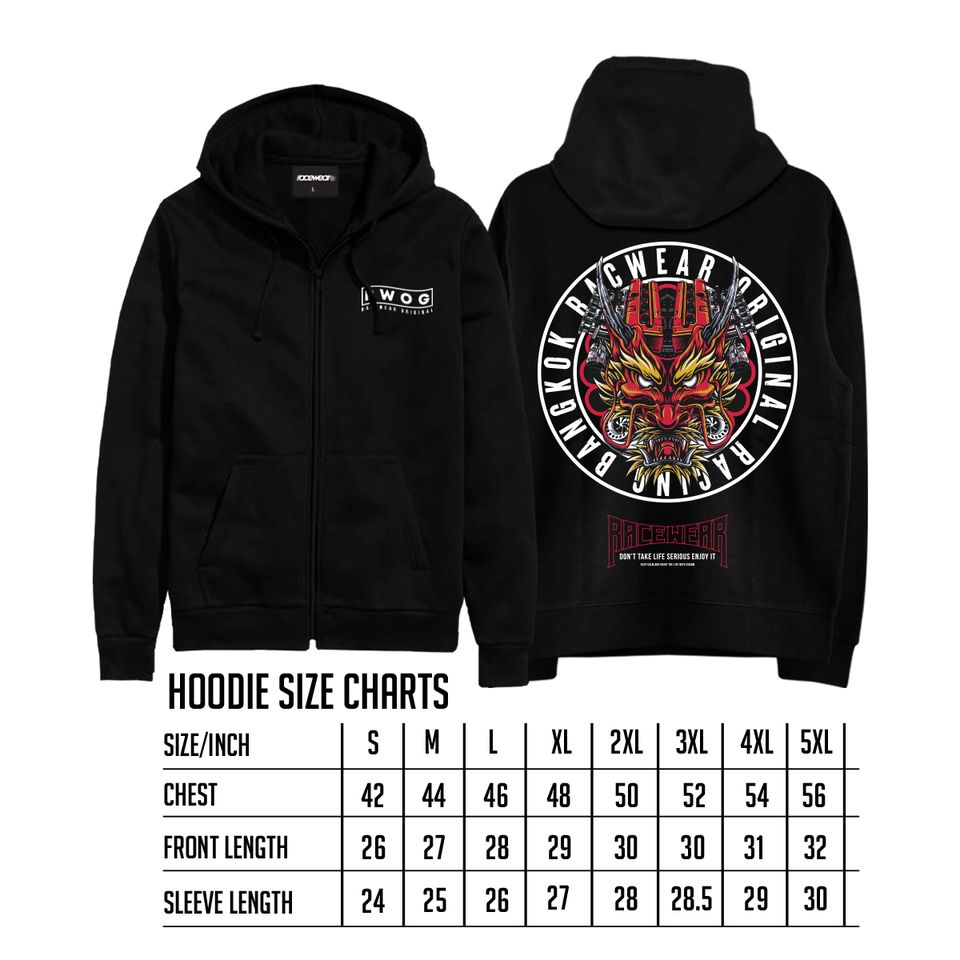 racewear
L
RWOG
RACEWEAR ORIGINAL
BANGKOK RACWEAR ORIGINAL RACING
RACEWEAR
DON'T TAKE LIFE SERIOUS ENJOY IT
HOODIE SIZE CHARTS
SIZE/INCH S M L XL 2XL 3XL 4XL 5XL
CHEST 42 44 46 48 50 52 54 56
FRONT LENGTH 26 27 28 29 30 30 31 32
SLEEVE LENGTH 24 25 26 27 28 28.5 29 30